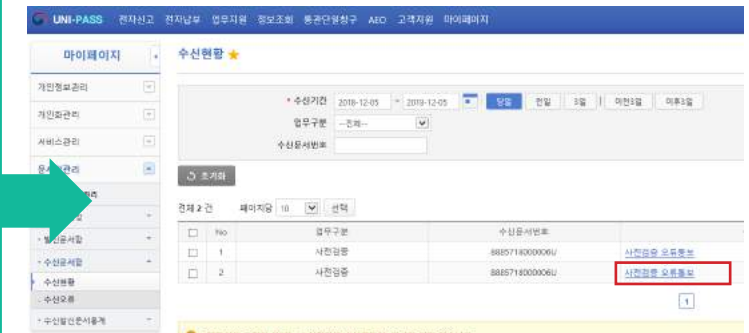 UNI-PASS 전자신고 전자납부 업무지원 정보조회 통관단일창구 AEO 고객지원 마이페이지
마이페이지
개인정보관리
개인화관리
서비스관리
수신문서함
수신현황
수신오류
수신발신문서통계
수신현황
* 수신기간 2018-12-05 ~ 2018-12-05 당일 전일 3일 | 이전3일 이후3일
업무구분 --전체--
수신문서번호
초기화
전체 2 건 페이지당 10 선택
No 업무구분 수신문서번호
1 사전검증 8885718000006U 사전검증 오류통보
2 사전검증 8885718000006U 사전검증 오류통보
1